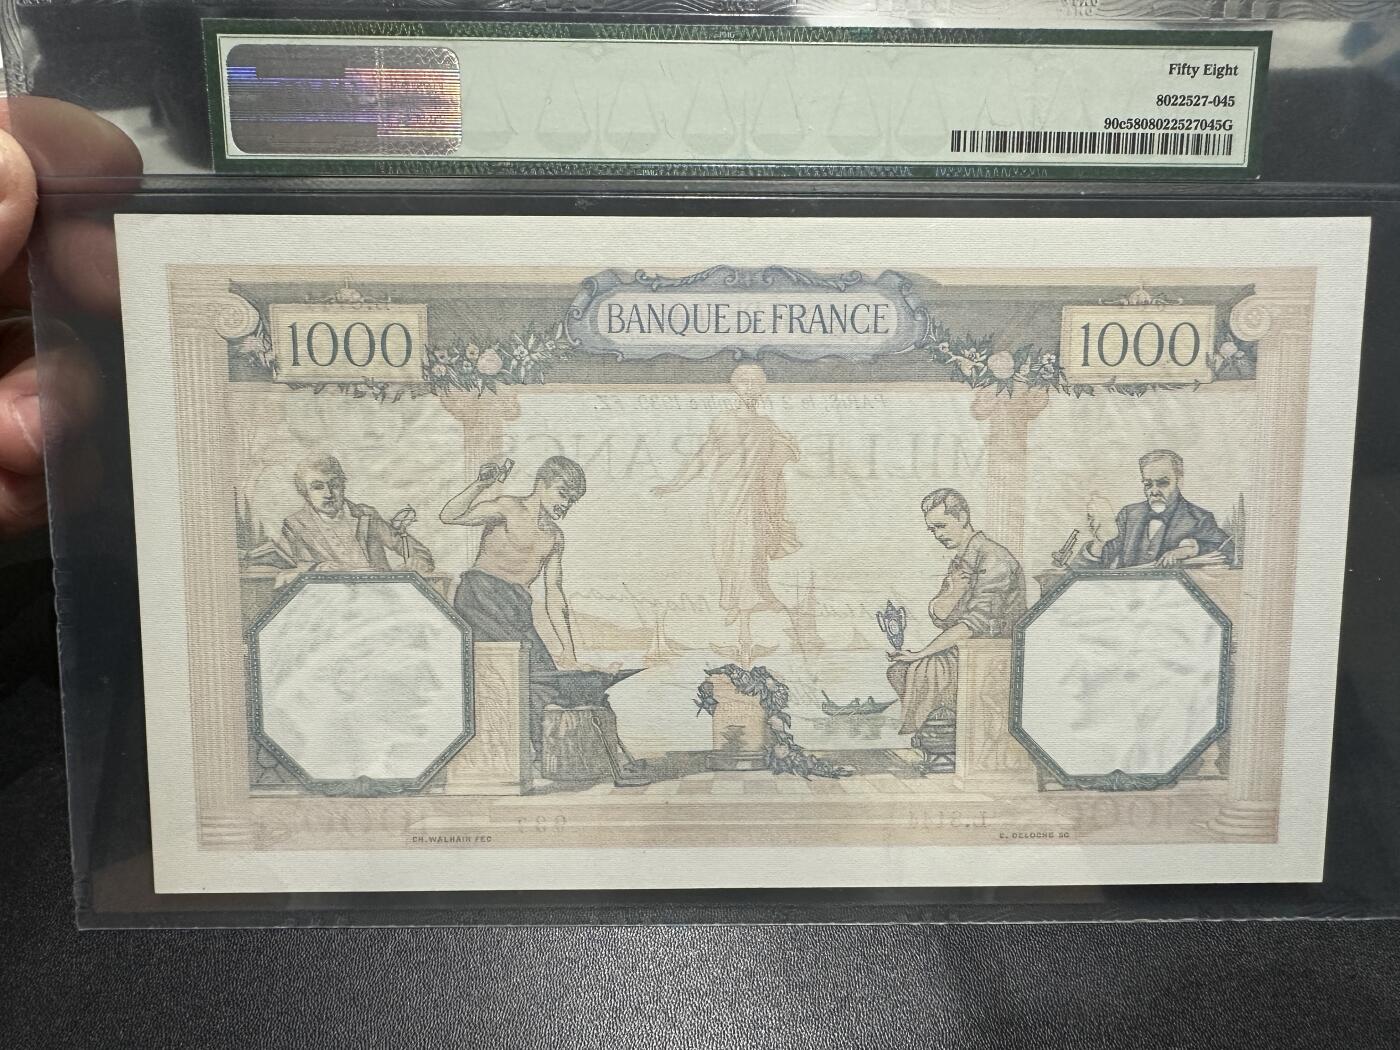 Fifty Eight
8022527-045
90c5808022527045G
BANQUE DE FRANCE
1000
1000
CH. WALHAIN FEC
E. DELOCHE SC